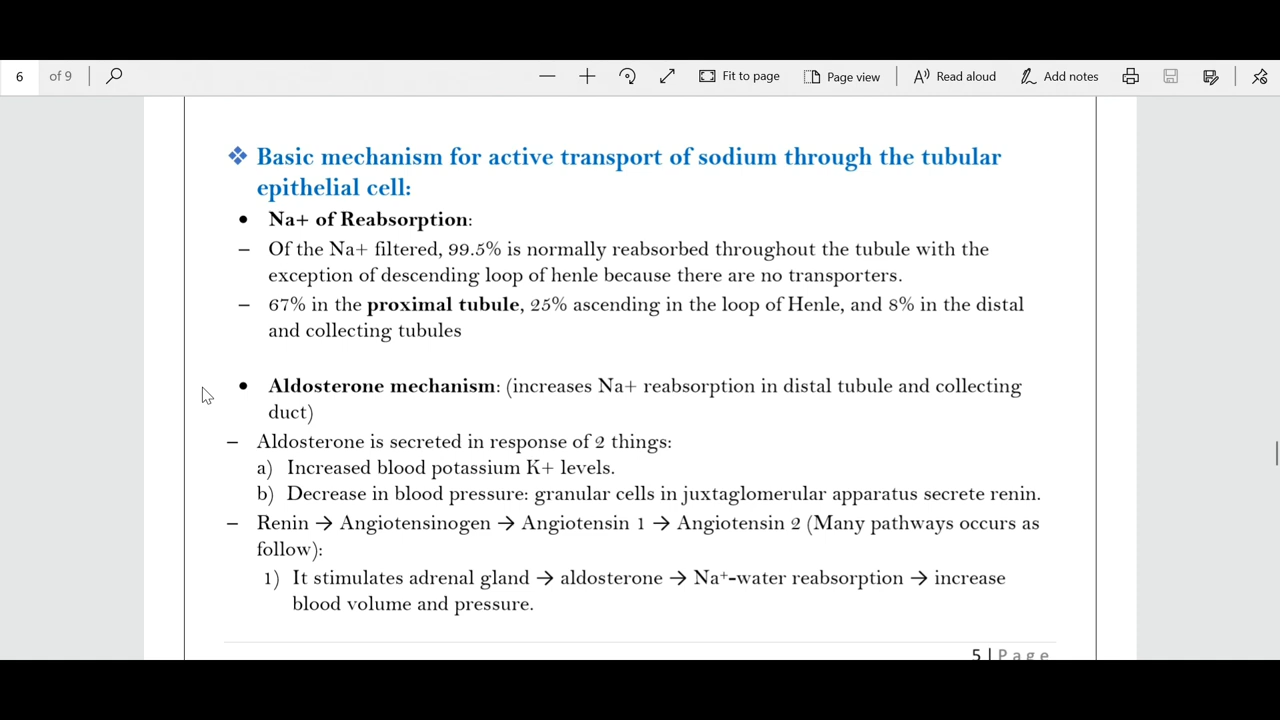 6 of 9 Fit to page Page view Read aloud Add notes
❖ Basic mechanism for active transport of sodium through the tubular
epithelial cell:
• Na+ of Reabsorption:
– Of the Na+ filtered, 99.5% is normally reabsorbed throughout the tubule with the
exception of descending loop of henle because there are no transporters.
– 67% in the proximal tubule, 25% ascending in the loop of Henle, and 8% in the distal
and collecting tubules
• Aldosterone mechanism: (increases Na+ reabsorption in distal tubule and collecting
duct)
– Aldosterone is secreted in response of 2 things:
a) Increased blood potassium K+ levels.
b) Decrease in blood pressure: granular cells in juxtaglomerular apparatus secrete renin.
– Renin → Angiotensinogen → Angiotensin 1 → Angiotensin 2 (Many pathways occurs as
follow):
1) It stimulates adrenal gland → aldosterone → Na⁺-water reabsorption → increase
blood volume and pressure.
5 | Page